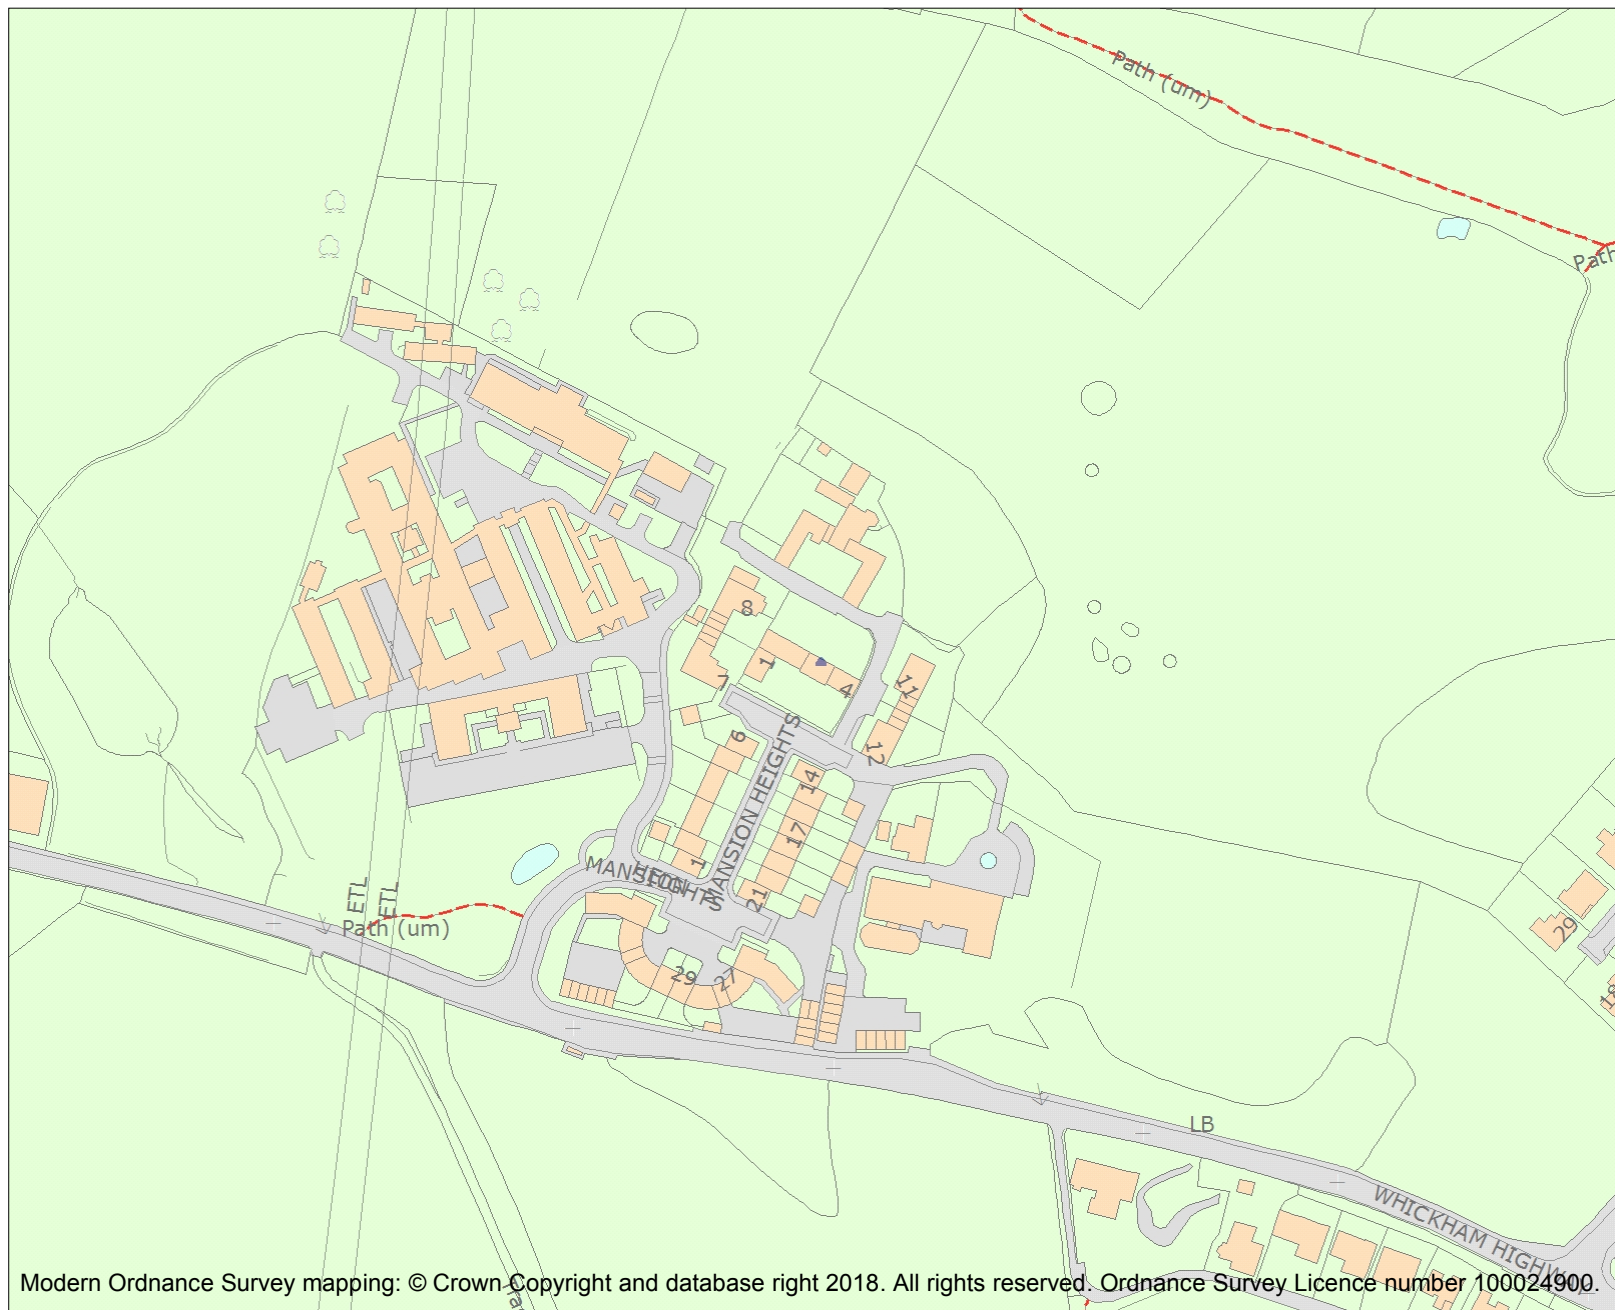 Path (um)
Path
8
1
7
4
11
6
12
14
MANSION HEIGHTS
17
1
MANSION
HEIGHTS
21
ETL
ETL
Path (um)
29
29
27
18
LB
WHICKHAM HIGHWAY
Modern Ordnance Survey mapping: © Crown Copyright and database right 2018. All rights reserved. Ordnance Survey Licence number 100024900.